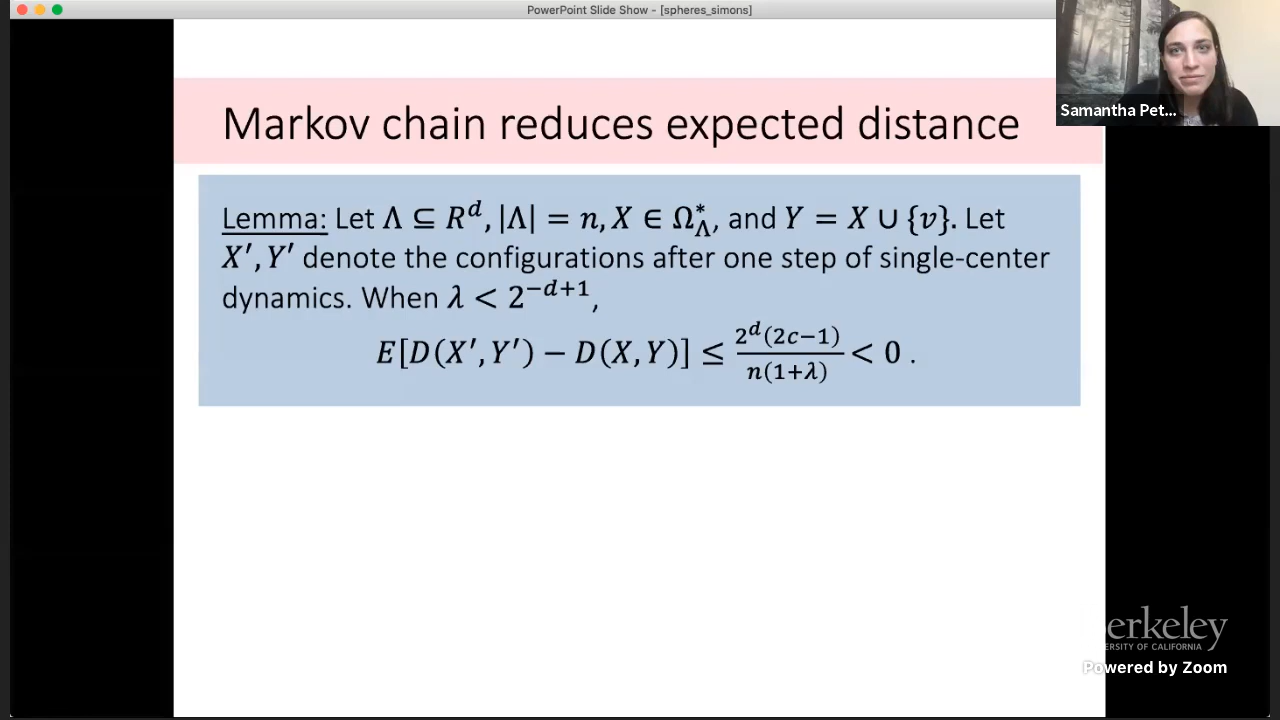 PowerPoint Slide Show - [spheres_simons]
Samantha Pet...
Markov chain reduces expected distance
Lemma: Let Λ ⊆ R^d, |Λ| = n, X ∈ Ω*_Λ, and Y = X ∪ {v}. Let
X′, Y′ denote the configurations after one step of single-center
dynamics. When λ < 2^{−d+1},
E[D(X′, Y′) − D(X, Y)] ≤ \frac{2^d(2c−1)}{n(1+λ)} < 0 .
Powered by Zoom